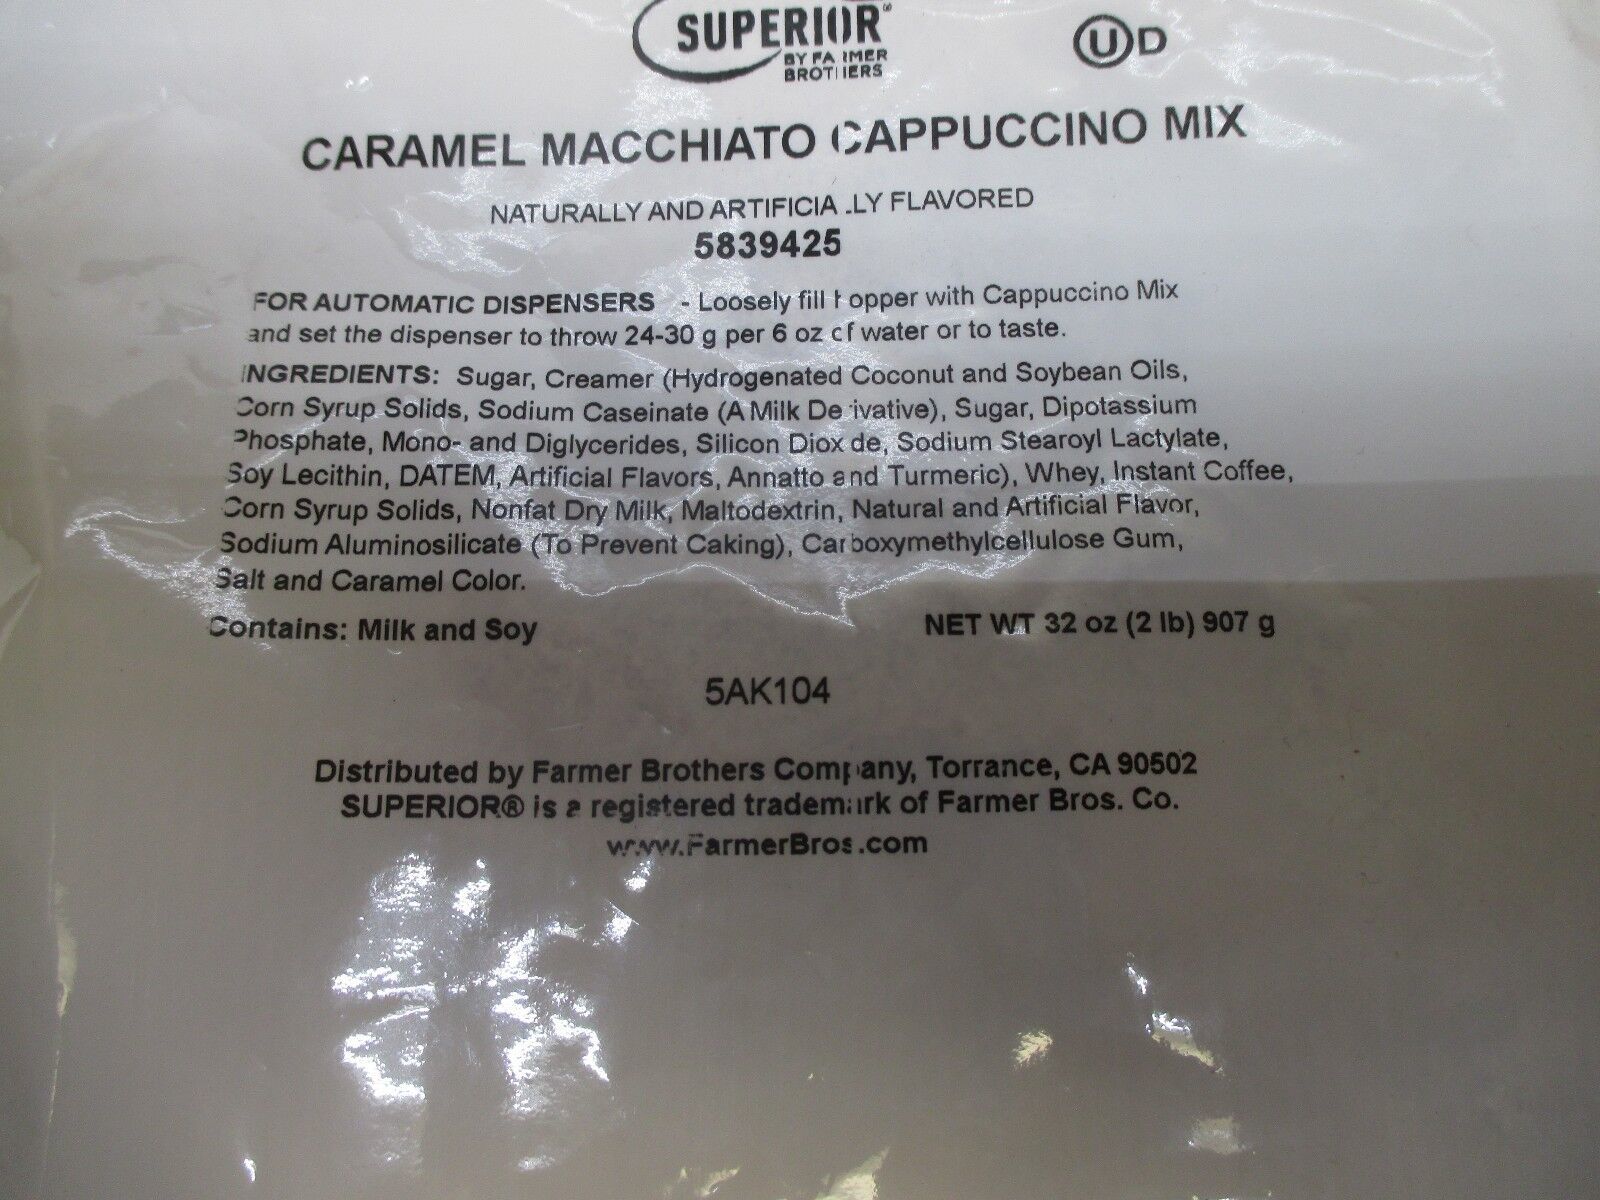 SUPERIOR®
BY FARMER
BROTHERS
U D
CARAMEL MACCHIATO CAPPUCCINO MIX
NATURALLY AND ARTIFICIALLY FLAVORED
5839425
FOR AUTOMATIC DISPENSERS - Loosely fill hopper with Cappuccino Mix
and set the dispenser to throw 24-30 g per 6 oz of water or to taste.
INGREDIENTS: Sugar, Creamer (Hydrogenated Coconut and Soybean Oils,
Corn Syrup Solids, Sodium Caseinate (A Milk Derivative), Sugar, Dipotassium
Phosphate, Mono- and Diglycerides, Silicon Dioxide, Sodium Stearoyl Lactylate,
Soy Lecithin, DATEM, Artificial Flavors, Annatto and Turmeric), Whey, Instant Coffee,
Corn Syrup Solids, Nonfat Dry Milk, Maltodextrin, Natural and Artificial Flavor,
Sodium Aluminosilicate (To Prevent Caking), Carboxymethylcellulose Gum,
Salt and Caramel Color.
Contains: Milk and Soy
NET WT 32 oz (2 lb) 907 g
5AK104
Distributed by Farmer Brothers Company, Torrance, CA 90502
SUPERIOR® is a registered trademark of Farmer Bros. Co.
www.FarmerBros.com